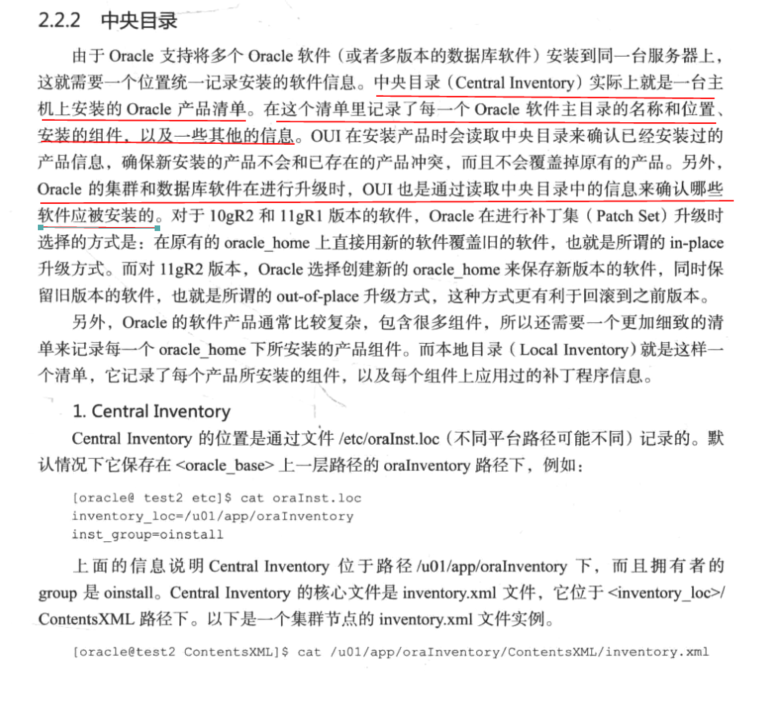 2.2.2 中央目录
由于 Oracle 支持将多个 Oracle 软件（或者多版本的数据库软件）安装到同一台服务器上，
这就需要一个位置统一记录安装的软件信息。中央目录（Central Inventory）实际上就是一台主
机上安装的 Oracle 产品清单。在这个清单里记录了每一个 Oracle 软件主目录的名称和位置、
安装的组件，以及一些其他的信息。OUI 在安装产品时会读取中央目录来确认已经安装过的
产品信息，确保新安装的产品不会和已存在的产品冲突，而且不会覆盖掉原有的产品。另外，
Oracle 的集群和数据库软件在进行升级时，OUI 也是通过读取中央目录中的信息来确认哪些
软件应被安装的。对于 10gR2 和 11gR1 版本的软件，Oracle 在进行补丁集（Patch Set）升级时
选择的方式是：在原有的 oracle_home 上直接用新的软件覆盖旧的软件，也就是所谓的 in-place
升级方式。而对 11gR2 版本，Oracle 选择创建新的 oracle_home 来保存新版本的软件，同时保
留旧版本的软件，也就是所谓的 out-of-place 升级方式，这种方式更有利于回滚到之前版本。
另外，Oracle 的软件产品通常比较复杂，包含很多组件，所以还需要一个更加细致的清
单来记录每一个 oracle_home 下所安装的产品组件。而本地目录（Local Inventory）就是这样一
个清单，它记录了每个产品所安装的组件，以及每个组件上应用过的补丁程序信息。
1. Central Inventory
Central Inventory 的位置是通过文件 /etc/oraInst.loc（不同平台路径可能不同）记录的。默
认情况下它保存在 <oracle_base> 上一层路径的 oraInventory 路径下，例如：
[oracle@ test2 etc]$ cat oraInst.loc
inventory_loc=/u01/app/oraInventory
inst_group=oinstall
上面的信息说明 Central Inventory 位于路径 /u01/app/oraInventory 下，而且拥有者的
group 是 oinstall。Central Inventory 的核心文件是 inventory.xml 文件，它位于 <inventory_loc>/
ContentsXML 路径下。以下是一个集群节点的 inventory.xml 文件实例。
[oracle@test2 ContentsXML]$ cat /u01/app/oraInventory/ContentsXML/inventory.xml